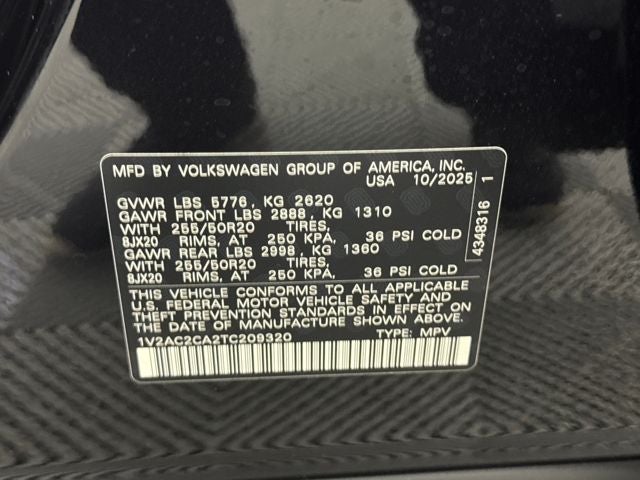 MFD BY VOLKSWAGEN GROUP OF AMERICA, INC.
USA 10/2025
GVWR LBS 5776, KG 2620
GAWR FRONT LBS 2888, KG 1310
WITH 255/50R20 TIRES,
8JX20 RIMS, AT 250 KPA, 36 PSI COLD
GAWR REAR LBS 2998, KG 1360
WITH 255/50R20 TIRES,
8JX20 RIMS, AT 250 KPA, 36 PSI COLD
THIS VEHICLE CONFORMS TO ALL APPLICABLE
U.S. FEDERAL MOTOR VEHICLE SAFETY AND
THEFT PREVENTION STANDARDS IN EFFECT ON
THE DATE OF MANUFACTURE SHOWN ABOVE.
1V2AC2CA2TC209320 TYPE: MPV
4348316 1